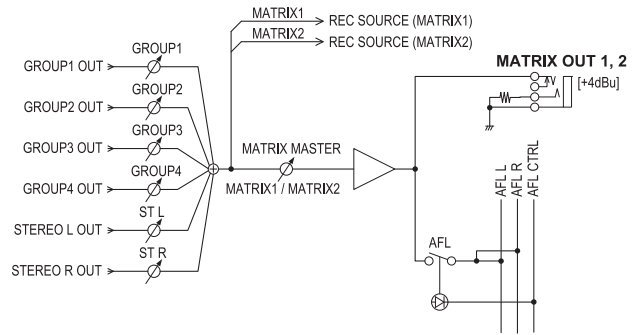 MATRIX1
REC SOURCE (MATRIX1)
MATRIX2
REC SOURCE (MATRIX2)
MATRIX OUT 1, 2
[+4dBu]
GROUP1 OUT
GROUP1
GROUP2 OUT
GROUP2
GROUP3 OUT
GROUP3
GROUP4 OUT
GROUP4
STEREO L OUT
ST L
STEREO R OUT
ST R
MATRIX MASTER
MATRIX1 / MATRIX2
AFL L
AFL R
AFL CTRL
AFL